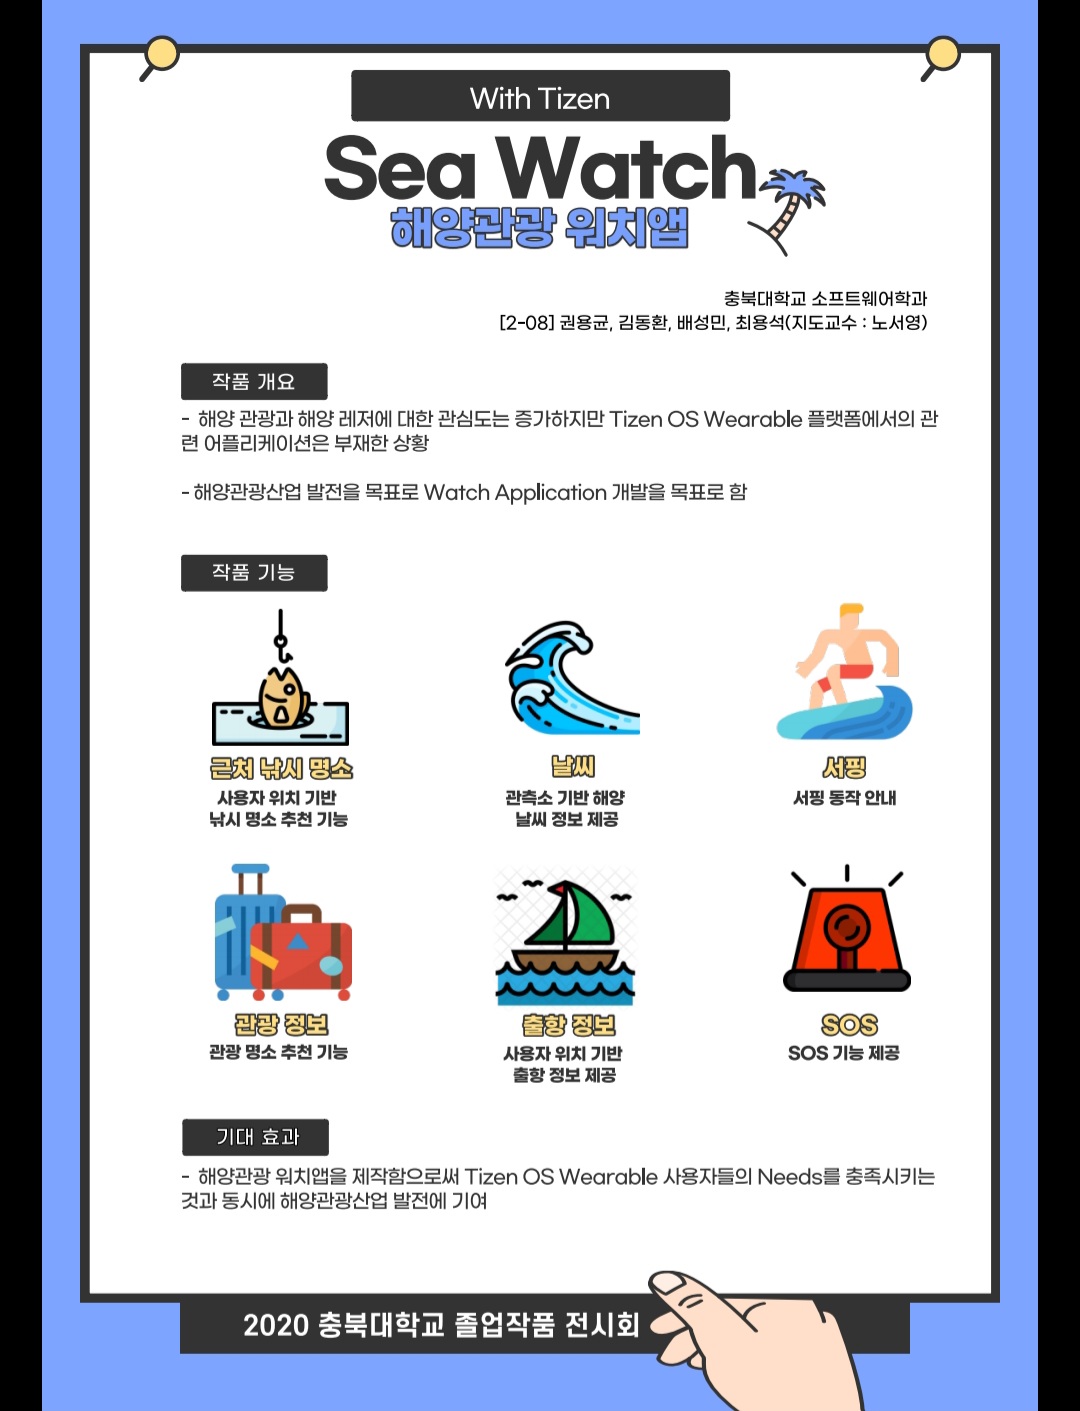 With Tizen
Sea Watch
해양관광 워치앱
충북대학교 소프트웨어학과
[2-08] 권용균, 김동환, 배성민, 최용석(지도교수 : 노서영)
작품 개요
- 해양 관광과 해양 레저에 대한 관심도는 증가하지만 Tizen OS Wearable 플랫폼에서의 관
련 어플리케이션은 부재한 상황
- 해양관광산업 발전을 목표로 Watch Application 개발을 목표로 함
작품 기능
근처 낚시 명소
사용자 위치 기반
낚시 명소 추천 기능
날씨
관측소 기반 해양
날씨 정보 제공
서핑
서핑 동작 안내
관광 정보
관광 명소 추천 기능
출항 정보
사용자 위치 기반
출항 정보 제공
SOS
SOS 기능 제공
기대 효과
- 해양관광 워치앱을 제작함으로써 Tizen OS Wearable 사용자들의 Needs를 충족시키는
것과 동시에 해양관광산업 발전에 기여
2020 충북대학교 졸업작품 전시회